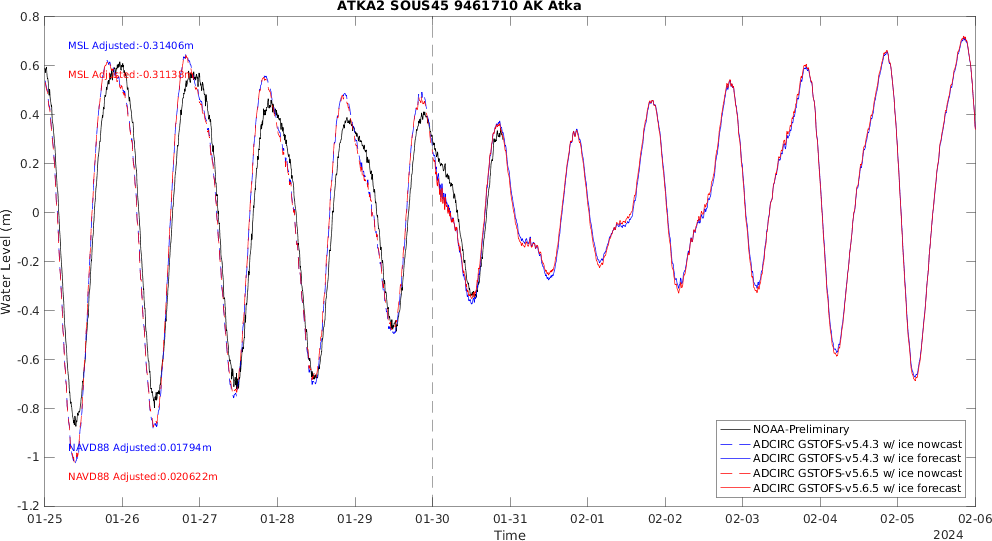 ATKA2 SOUS45 9461710 AK Atka
0.8
0.6
0.4
0.2
0
-0.2
-0.4
-0.6
-0.8
-1
-1.2
Water Level (m)
MSL Adjusted:-0.31406m
MSL Adjusted:-0.31138m
NAVD88 Adjusted:0.01794m
NAVD88 Adjusted:0.020622m
NOAA-Preliminary
ADCIRC GSTOFS-v5.4.3 w/ ice nowcast
ADCIRC GSTOFS-v5.4.3 w/ ice forecast
ADCIRC GSTOFS-v5.6.5 w/ ice nowcast
ADCIRC GSTOFS-v5.6.5 w/ ice forecast
01-25 01-26 01-27 01-28 01-29 01-30 01-31 02-01 02-02 02-03 02-04 02-05 02-06
Time
2024